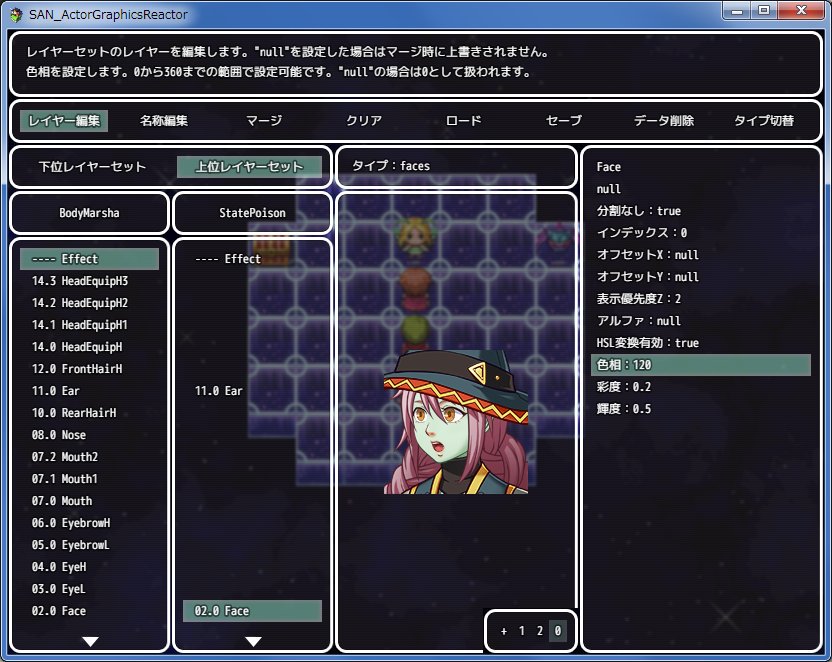 SAN_ActorGraphicsReactor
レイヤーセットのレイヤーを編集します。"null"を設定した場合はマージ時に上書きされません。
色相を設定します。0から360までの範囲で設定可能です。"null"の場合は0として扱われます。
レイヤー編集 名称編集 マージ クリア ロード セーブ データ削除 タイプ切替
下位レイヤーセット 上位レイヤーセット
タイプ：faces
BodyMarsha
StatePoison
---- Effect
14.3 HeadEquipH3
14.2 HeadEquipH2
14.1 HeadEquipH1
14.0 HeadEquipH
12.0 FrontHairH
11.0 Ear
10.0 RearHairH
08.0 Nose
07.2 Mouth2
07.1 Mouth1
07.0 Mouth
06.0 EyebrowH
05.0 EyebrowL
04.0 EyeH
03.0 EyeL
02.0 Face
---- Effect
11.0 Ear
02.0 Face
+ 1 2 0
Face
null
分割なし：true
インデックス：0
オフセットX：null
オフセットY：null
表示優先度Z：2
アルファ：null
HSL変換有効：true
色相：120
彩度：0.2
輝度：0.5